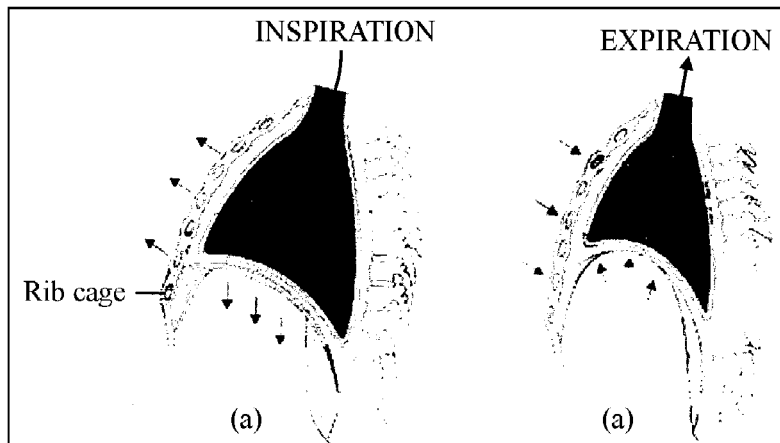 INSPIRATION
EXPIRATION
Rib cage
(a)
(a)